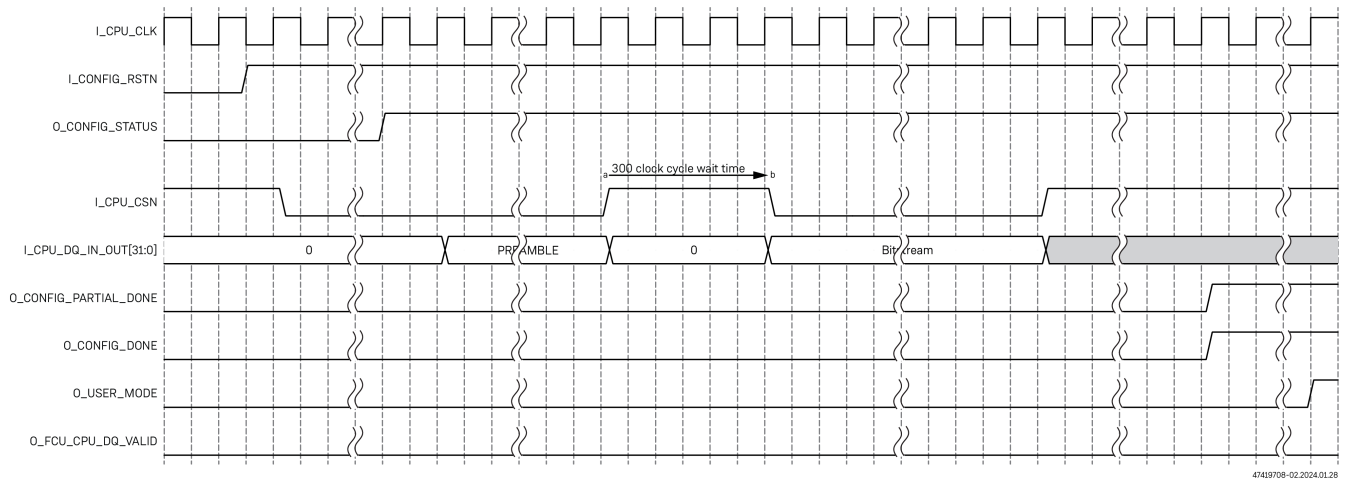 I_CPU_CLK
I_CONFIG_RSTN
O_CONFIG_STATUS
a 300 clock cycle wait time b
I_CPU_CSN
I_CPU_DQ_IN_OUT[31:0] 0 PREAMBLE 0 Bitstream
O_CONFIG_PARTIAL_DONE
O_CONFIG_DONE
O_USER_MODE
O_FCU_CPU_DQ_VALID
47419708-02.2024.01.28